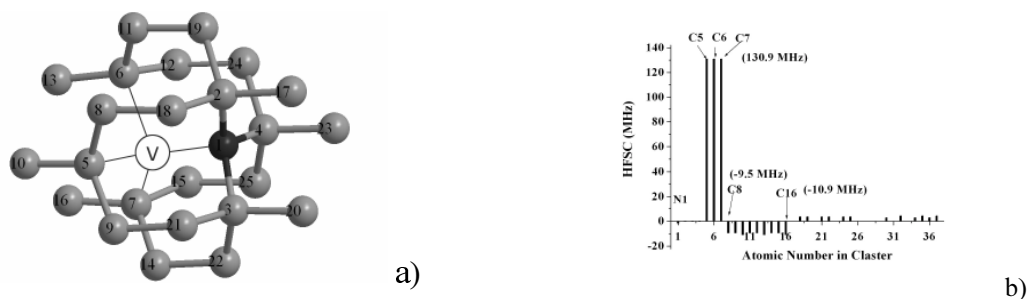 11
19
6
12
24
13
2
17
8
18
4
23
1
V
10
5
15
25
16
7
3
20
9
21
14
22
a)
140
120
100
80
60
40
20
0
-20
HFSC (MHz)
C5 C6 C7
(130.9 MHz)
(-9.5 MHz)
C8
C16 (-10.9 MHz)
N1
1 6 11 16 21 26 31 36
Atomic Number in Claster
b)